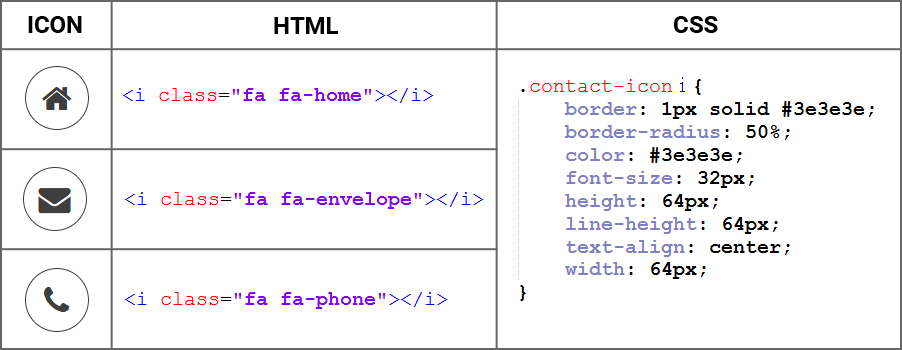 ICON HTML CSS
<i class="fa fa-home"></i>
<i class="fa fa-envelope"></i>
<i class="fa fa-phone"></i>
.contact-icon i {
border: 1px solid #3e3e3e;
border-radius: 50%;
color: #3e3e3e;
font-size: 32px;
height: 64px;
line-height: 64px;
text-align: center;
width: 64px;
}